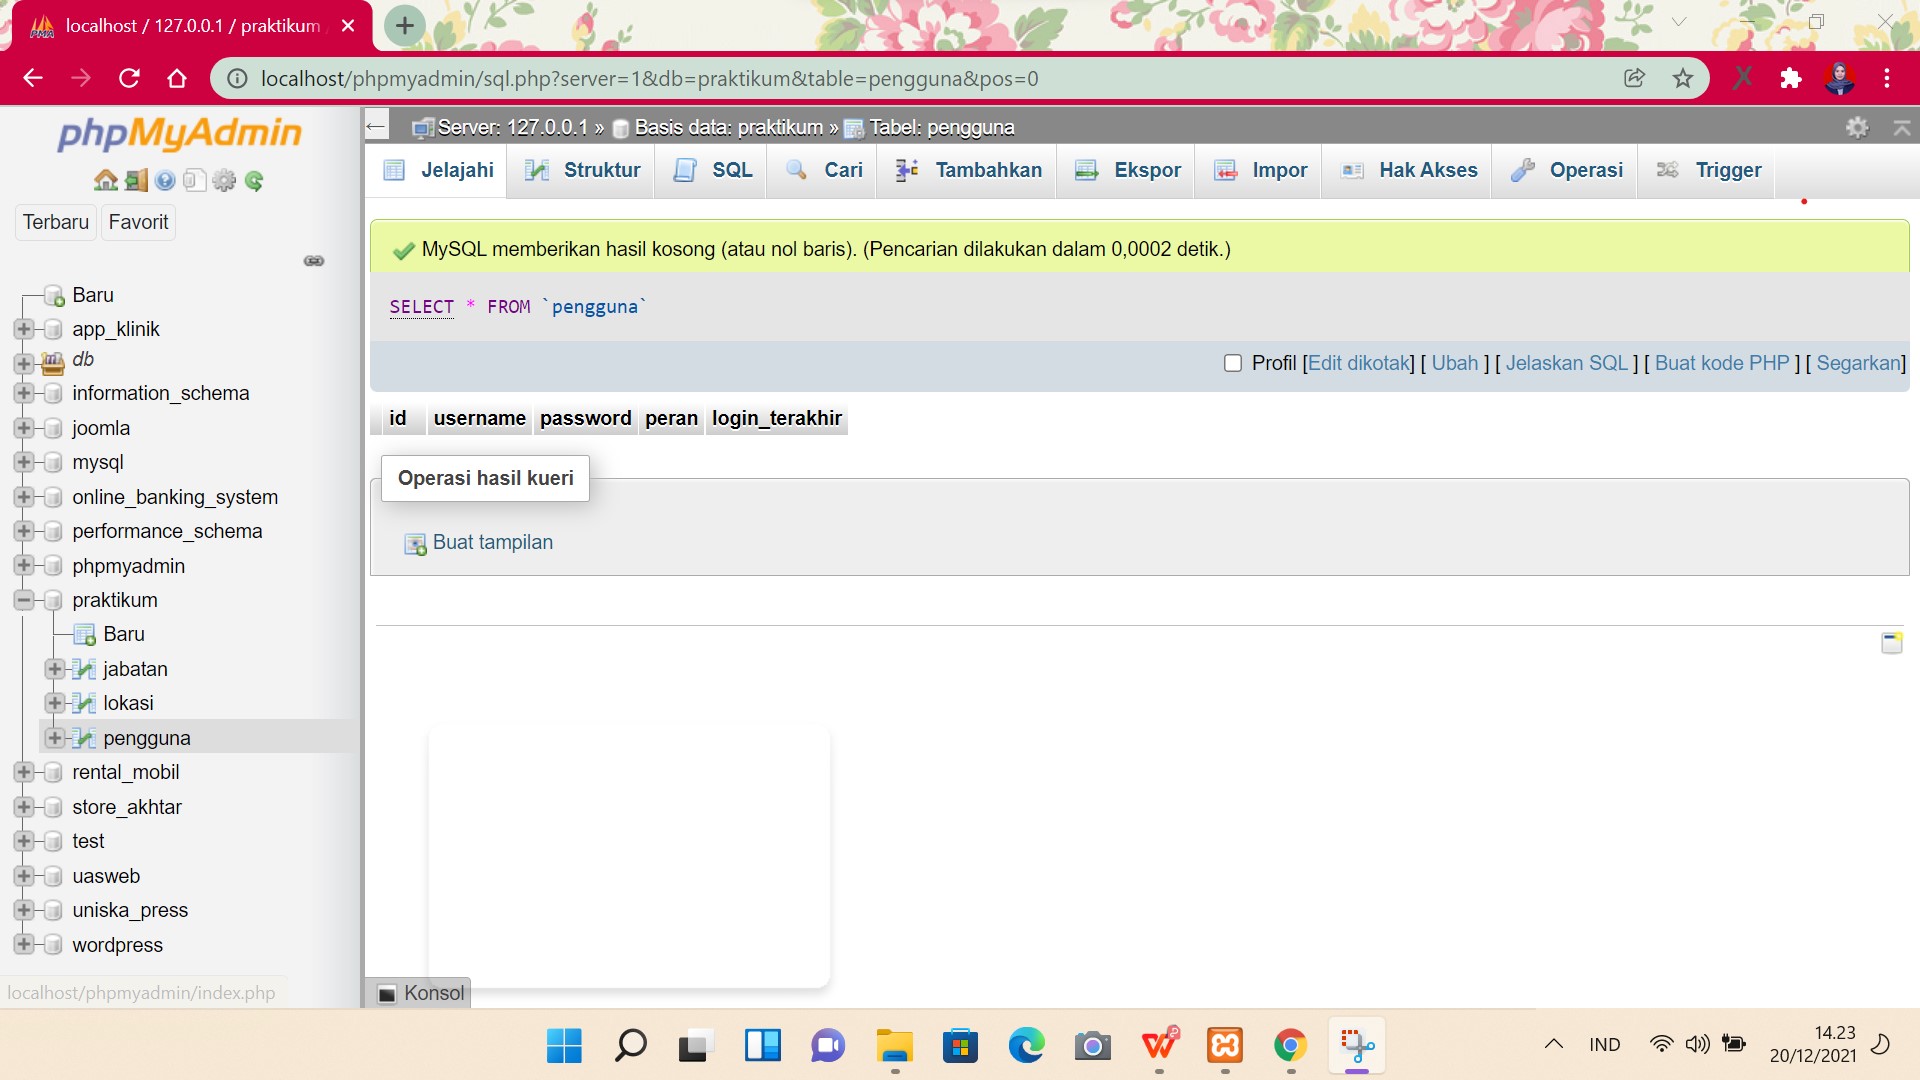 localhost / 127.0.0.1 / praktikum
localhost/phpmyadmin/sql.php?server=1&db=praktikum&table=pengguna&pos=0
phpMyAdmin
Terbaru Favorit
Baru
app_klinik
db
information_schema
joomla
mysql
online_banking_system
performance_schema
phpmyadmin
praktikum
Baru
jabatan
lokasi
pengguna
rental_mobil
store_akhtar
test
uasweb
uniska_press
wordpress
localhost/phpmyadmin/index.php
Server: 127.0.0.1 » Basis data: praktikum » Tabel: pengguna
Jelajahi Struktur SQL Cari Tambahkan Ekspor Impor Hak Akses Operasi Trigger
MySQL memberikan hasil kosong (atau nol baris). (Pencarian dilakukan dalam 0,0002 detik.)
SELECT * FROM `pengguna`
Profil [Edit dikotak] [ Ubah ] [ Jelaskan SQL ] [ Buat kode PHP ] [ Segarkan]
id username password peran login_terakhir
Operasi hasil kueri
Buat tampilan
Konsol
IND
14.23
20/12/2021